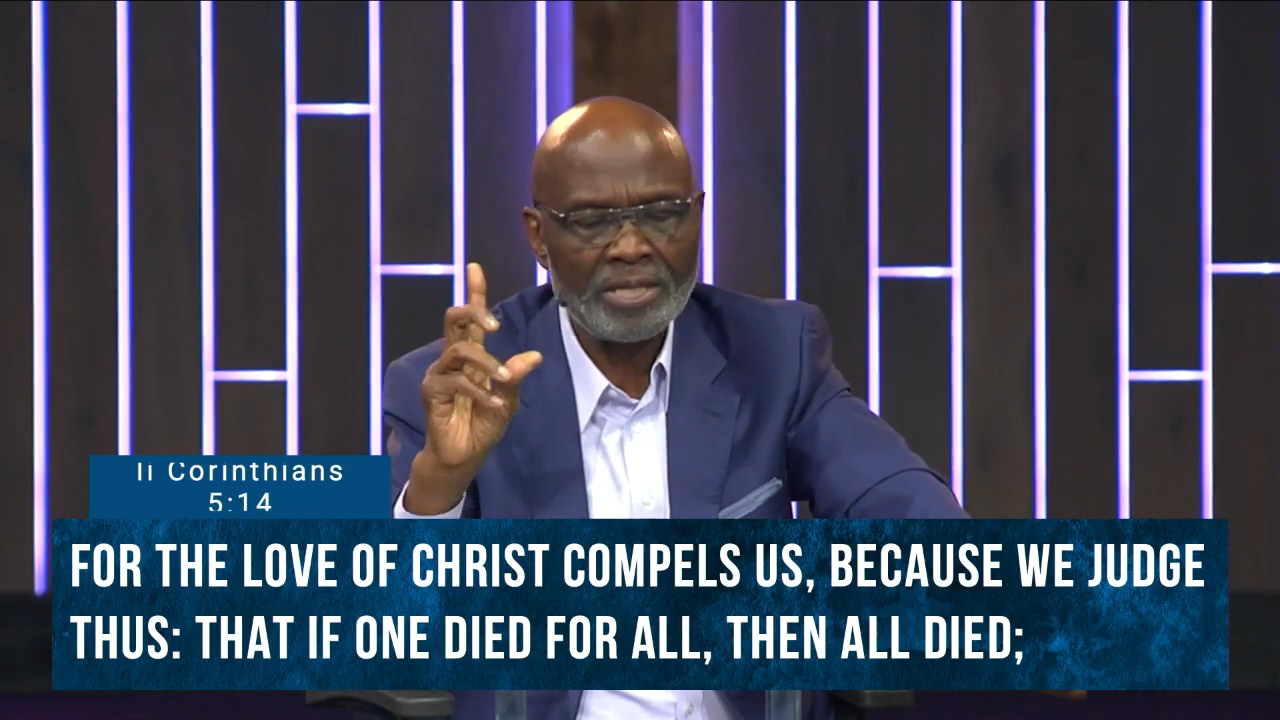 II Corinthians
5:14
FOR THE LOVE OF CHRIST COMPELS US, BECAUSE WE JUDGE
THUS: THAT IF ONE DIED FOR ALL, THEN ALL DIED;